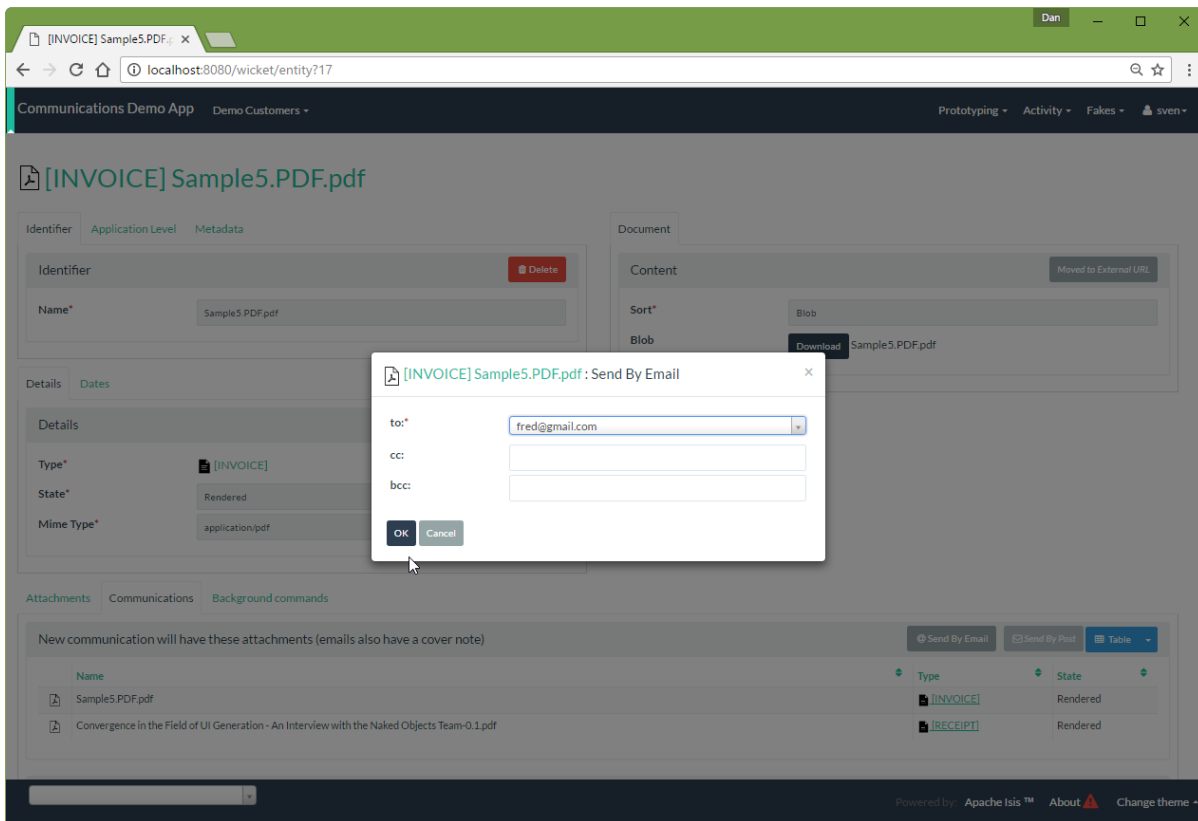 Dan
[INVOICE] Sample5.PDF.p
localhost:8080/wicket/entity?17
Communications Demo App Demo Customers Prototyping Activity Fakes sven
[INVOICE] Sample5.PDF.pdf
Identifier Application Level Metadata Document
Identifier Delete Content Moved to External URL
Name* Sample5.PDF.pdf Sort* Blob
Blob Download Sample5.PDF.pdf
[INVOICE] Sample5.PDF.pdf : Send By Email ×
Details Dates
Details to:* fred@gmail.com
cc:
Type* [INVOICE]
bcc:
State* Rendered
Mime Type* application/pdf
OK Cancel
Attachments Communications Background commands
New communication will have these attachments (emails also have a cover note) @ Send By Email Send By Post Table
Name Type State
Sample5.PDF.pdf [INVOICE] Rendered
Convergence in the Field of UI Generation - An Interview with the Naked Objects Team-0.1.pdf [RECEIPT] Rendered
Powered by: Apache Isis ™ About Change theme